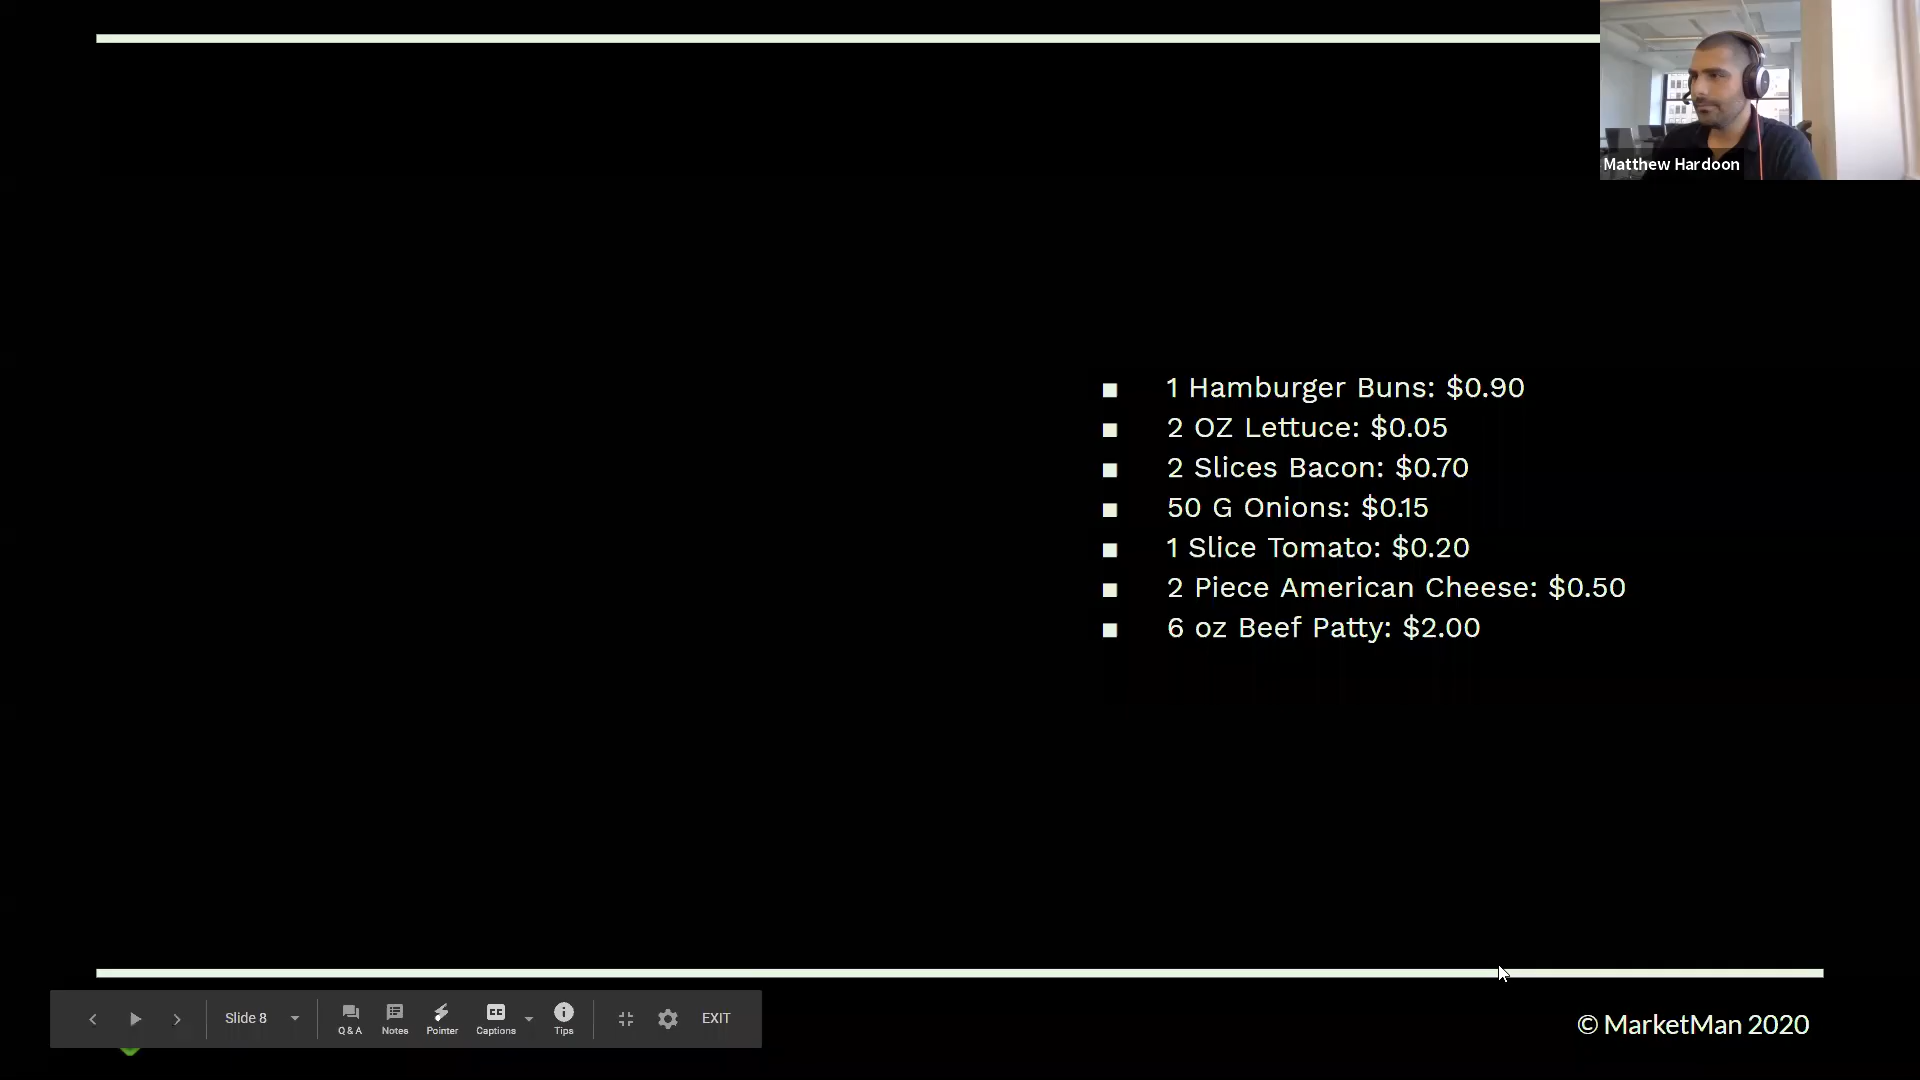 Matthew Hardoon
■ 1 Hamburger Buns: $0.90
■ 2 OZ Lettuce: $0.05
■ 2 Slices Bacon: $0.70
■ 50 G Onions: $0.15
■ 1 Slice Tomato: $0.20
■ 2 Piece American Cheese: $0.50
■ 6 oz Beef Patty: $2.00
Slide 8
Q & A
Notes
Pointer
Captions
Tips
EXIT
© MarketMan 2020